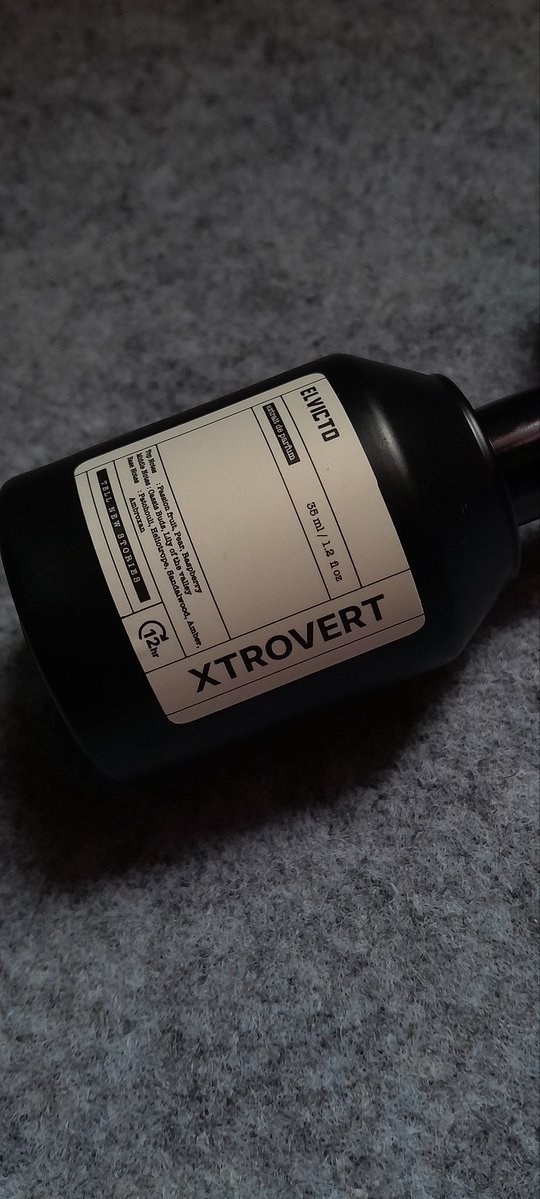 ELVICTO
extrait de parfum
35 ml / 1.2 fl oz
Top Notes : Passion fruit, Pear, Raspberry
Middle Notes : Cassis Buds, Lily of the valley
Base Notes : Patchouli, Heliotrope, Sandalwood, Amber,
Ambroxan
TELL NEW STORIES
12hr
XTROVERT